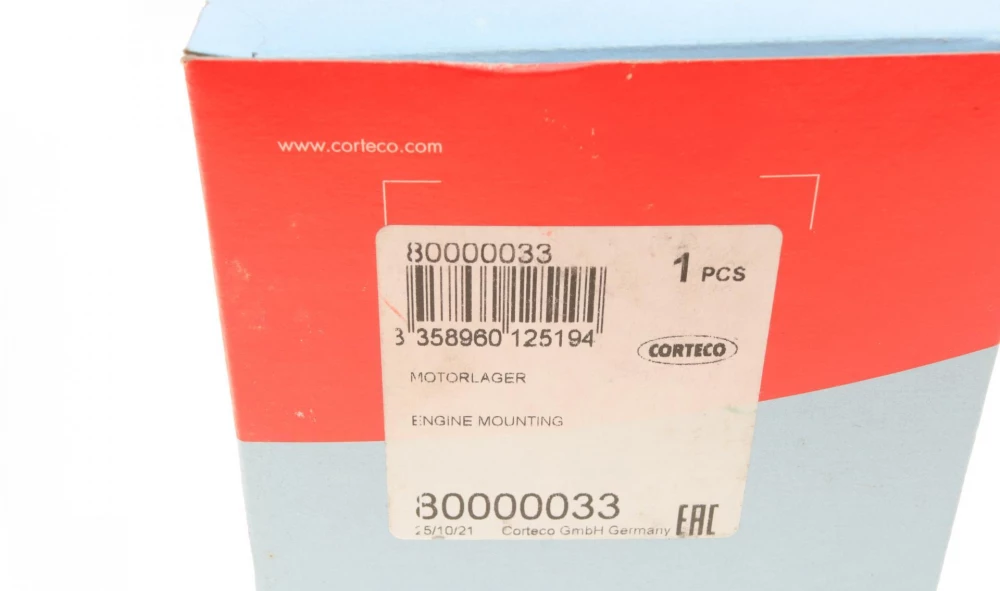 www.corteco.com
80000033
1 PCS
3 358960 125194
CORTECO
MOTORLAGER
ENGINE MOUNTING
80000033
25/10/21 Corteco GmbH Germany
EAC